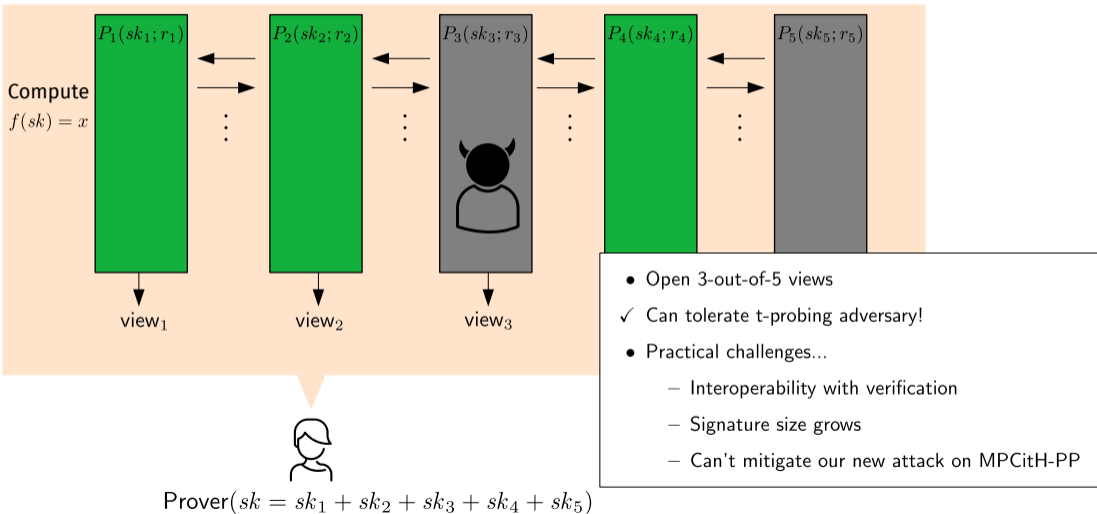 P₁(sk₁; r₁)
P₂(sk₂; r₂)
P₃(sk₃; r₃)
P₄(sk₄; r₄)
P₅(sk₅; r₅)
Compute
f(sk) = x
view₁
view₂
view₃
• Open 3-out-of-5 views
✓ Can tolerate t-probing adversary!
• Practical challenges...
– Interoperability with verification
– Signature size grows
– Can't mitigate our new attack on MPCitH-PP
Prover(sk = sk₁ + sk₂ + sk₃ + sk₄ + sk₅)